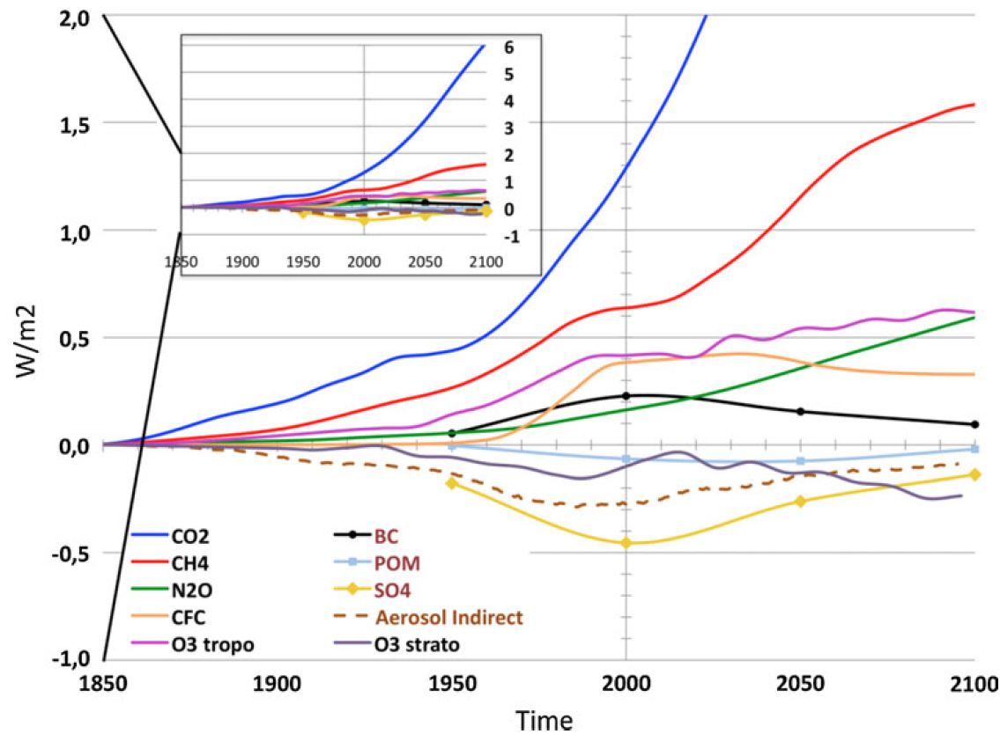 2,0
1,5
1,0
0,5
0,0
-0,5
-1,0
W/m2
6
5
4
3
2
1
0
-1
1850 1900 1950 2000 2050 2100
CO2 BC
CH4 POM
N2O SO4
CFC Aerosol Indirect
O3 tropo O3 strato
1850 1900 1950 2000 2050 2100
Time